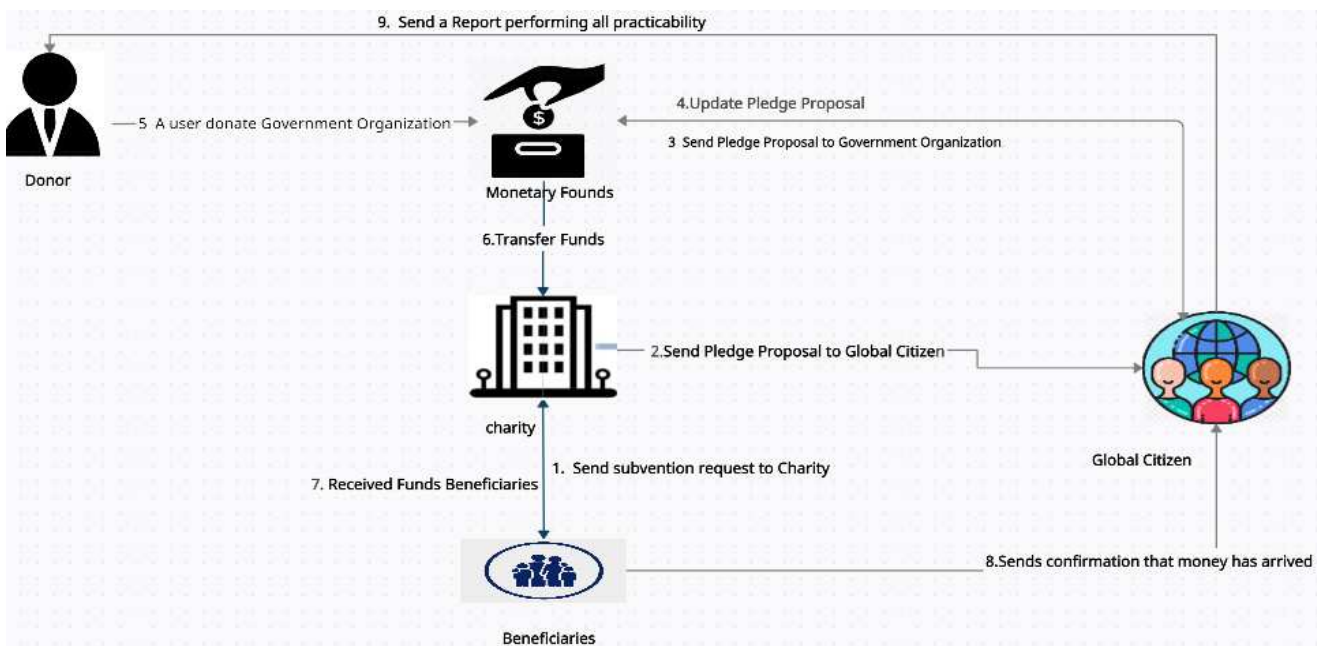 9. Send a Report performing all practicability
4.Update Pledge Proposal
5 A user donate Government Organization
3 Send Pledge Proposal to Government Organization
Donor
$
Monetary Founds
6.Transfer Funds
2.Send Pledge Proposal to Global Citizen
charity
Global Citizen
1. Send subvention request to Charity
7. Received Funds Beneficiaries
8.Sends confirmation that money has arrived
Beneficiaries